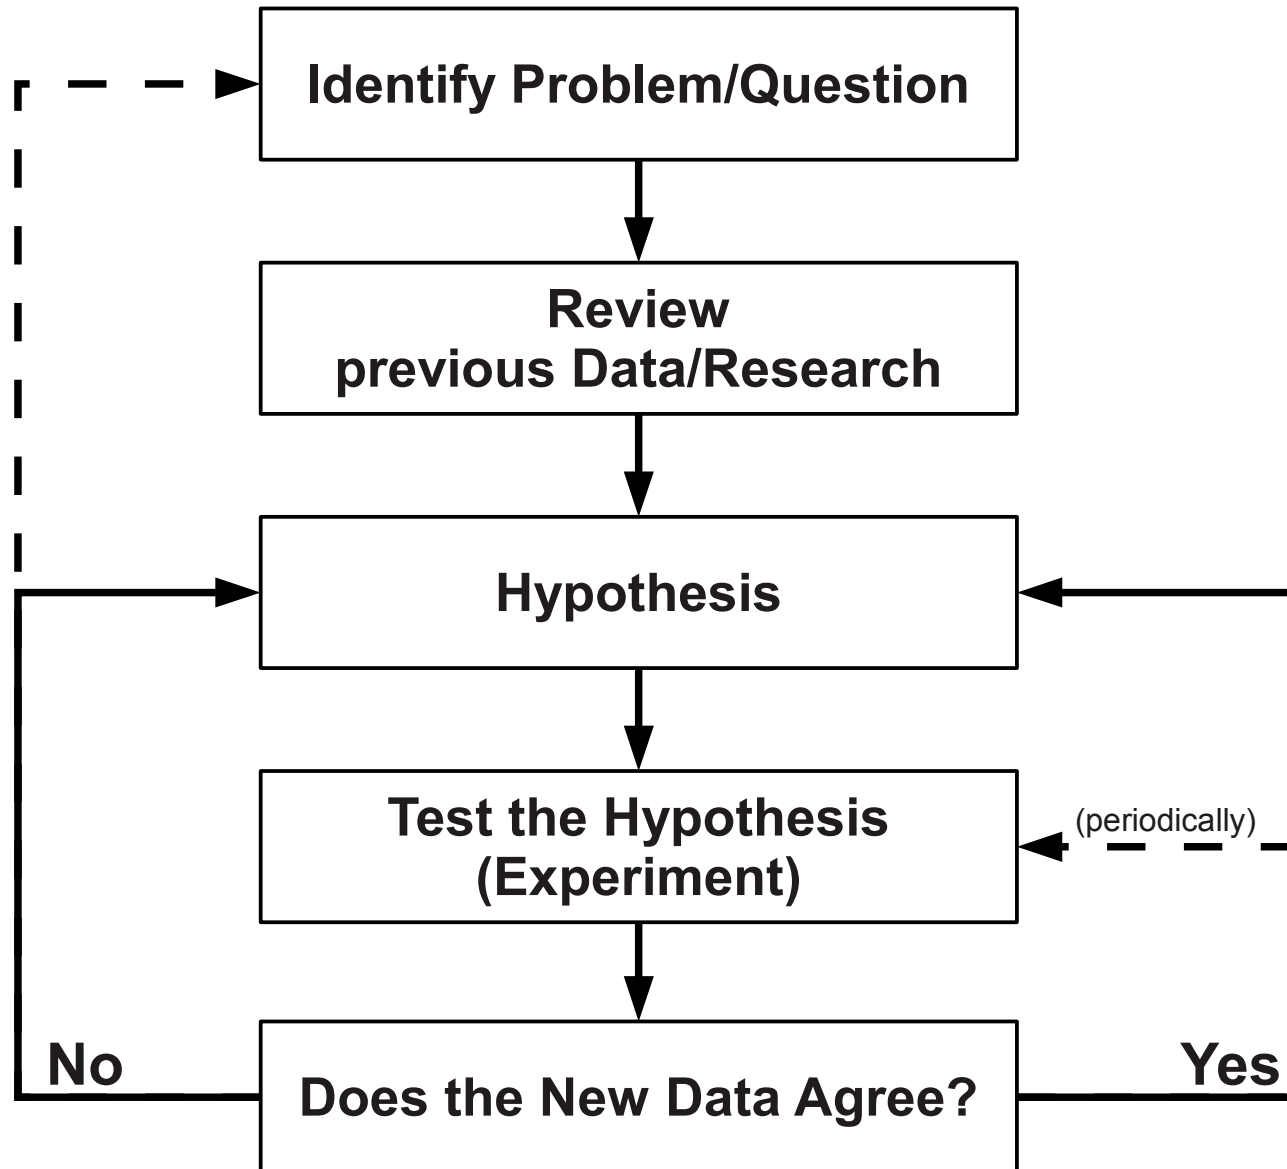 Identify Problem/Question
Review
previous Data/Research
Hypothesis
Test the Hypothesis
(Experiment)
(periodically)
No
Yes
Does the New Data Agree?